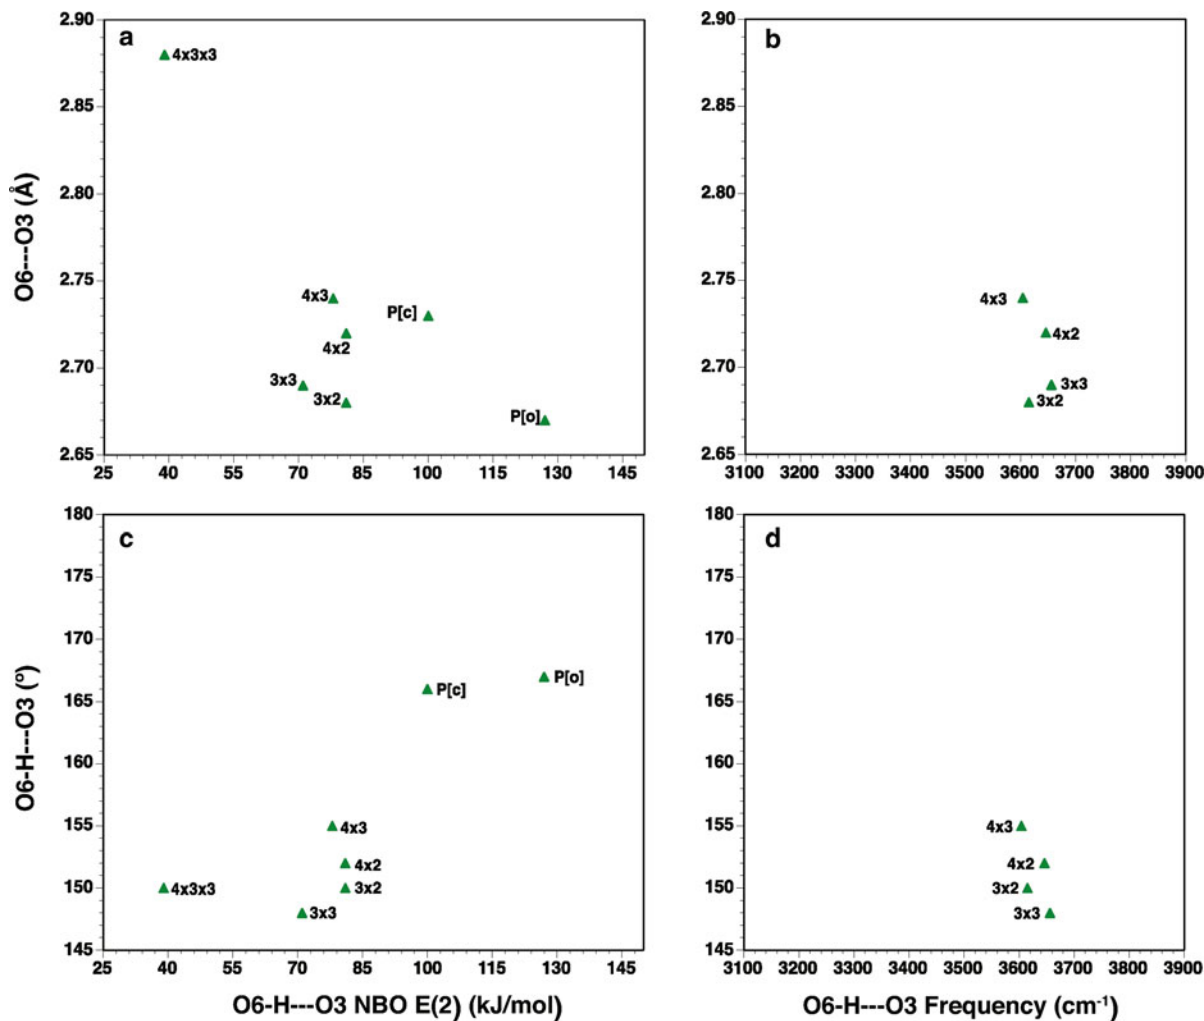 a
b
O6---O3 (Å)
2.90
2.85
2.80
2.75
2.70
2.65
4x3x3
4x3
P[c]
4x2
3x3
3x2
P[o]
25 40 55 70 85 100 115 130 145
2.90
2.85
2.80
2.75
2.70
2.65
4x3
4x2
3x3
3x2
3100 3200 3300 3400 3500 3600 3700 3800 3900
c
d
O6-H---O3 (°)
180
175
170
165
160
155
150
145
P[o]
P[c]
4x3
4x2
4x3x3
3x2
3x3
25 40 55 70 85 100 115 130 145
O6-H---O3 NBO E(2) (kJ/mol)
180
175
170
165
160
155
150
145
4x3
4x2
3x2
3x3
3100 3200 3300 3400 3500 3600 3700 3800 3900
O6-H---O3 Frequency (cm⁻¹)